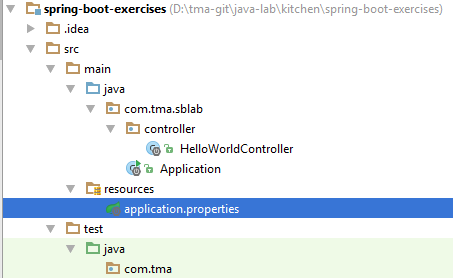 spring-boot-exercises (D:\tma-git\java-lab\kitchen\spring-boot-exercises)
.idea
src
main
java
com.tma.sblab
controller
HelloWorldController
Application
resources
application.properties
test
java
com.tma